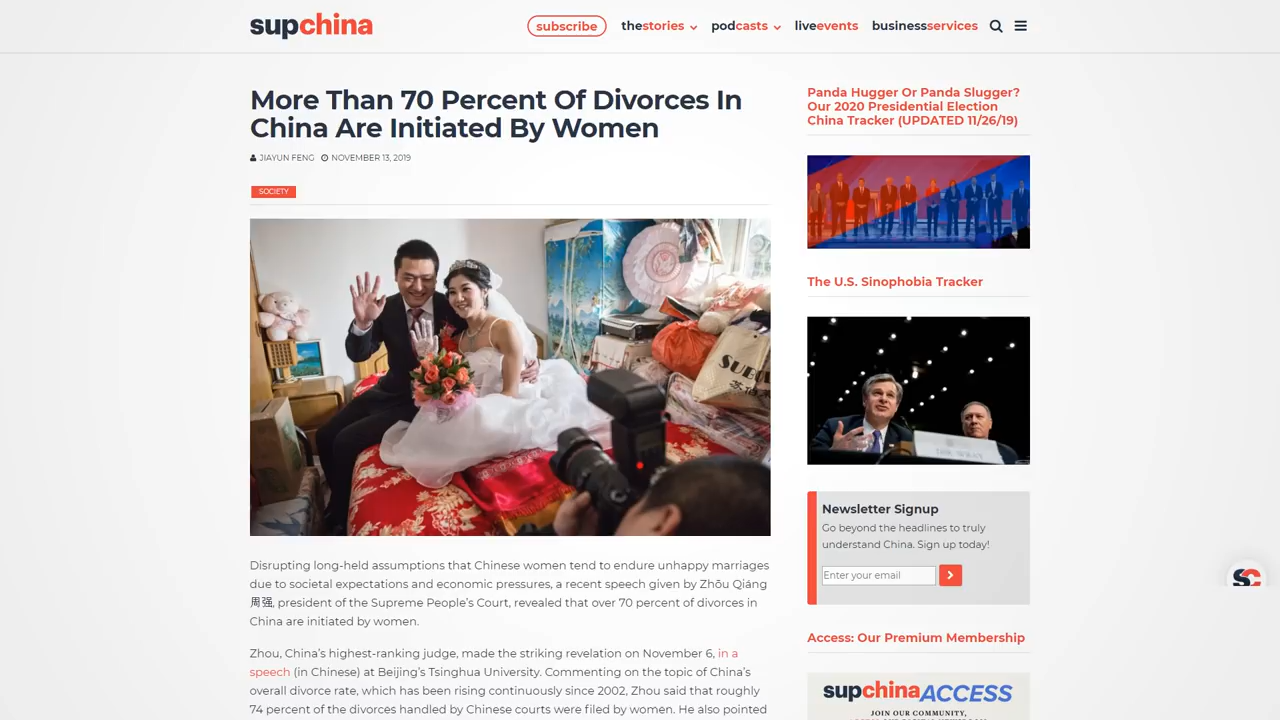 supchina
subscribe thestories podcasts liveevents businessservices
More Than 70 Percent Of Divorces In
China Are Initiated By Women
JIAYUN FENG NOVEMBER 13, 2019
SOCIETY
Disrupting long-held assumptions that Chinese women tend to endure unhappy marriages
due to societal expectations and economic pressures, a recent speech given by Zhōu Qiáng
周强, president of the Supreme People's Court, revealed that over 70 percent of divorces in
China are initiated by women.
Zhou, China's highest-ranking judge, made the striking revelation on November 6, in a
speech (in Chinese) at Beijing's Tsinghua University. Commenting on the topic of China's
overall divorce rate, which has been rising continuously since 2002, Zhou said that roughly
74 percent of the divorces handled by Chinese courts were filed by women. He also pointed
Panda Hugger Or Panda Slugger?
Our 2020 Presidential Election
China Tracker (UPDATED 11/26/19)
The U.S. Sinophobia Tracker
Newsletter Signup
Go beyond the headlines to truly
understand China. Sign up today!
Enter your email
Access: Our Premium Membership
supchina ACCESS
JOIN OUR COMMUNITY,
SC